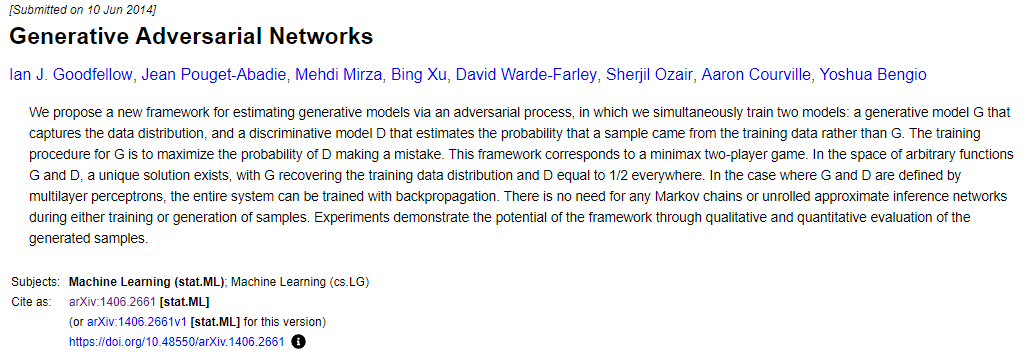 [Submitted on 10 Jun 2014]
Generative Adversarial Networks
Ian J. Goodfellow, Jean Pouget-Abadie, Mehdi Mirza, Bing Xu, David Warde-Farley, Sherjil Ozair, Aaron Courville, Yoshua Bengio
We propose a new framework for estimating generative models via an adversarial process, in which we simultaneously train two models: a generative model G that
captures the data distribution, and a discriminative model D that estimates the probability that a sample came from the training data rather than G. The training
procedure for G is to maximize the probability of D making a mistake. This framework corresponds to a minimax two-player game. In the space of arbitrary functions
G and D, a unique solution exists, with G recovering the training data distribution and D equal to 1/2 everywhere. In the case where G and D are defined by
multilayer perceptrons, the entire system can be trained with backpropagation. There is no need for any Markov chains or unrolled approximate inference networks
during either training or generation of samples. Experiments demonstrate the potential of the framework through qualitative and quantitative evaluation of the
generated samples.
Subjects: Machine Learning (stat.ML); Machine Learning (cs.LG)
Cite as: arXiv:1406.2661 [stat.ML]
(or arXiv:1406.2661v1 [stat.ML] for this version)
https://doi.org/10.48550/arXiv.1406.2661